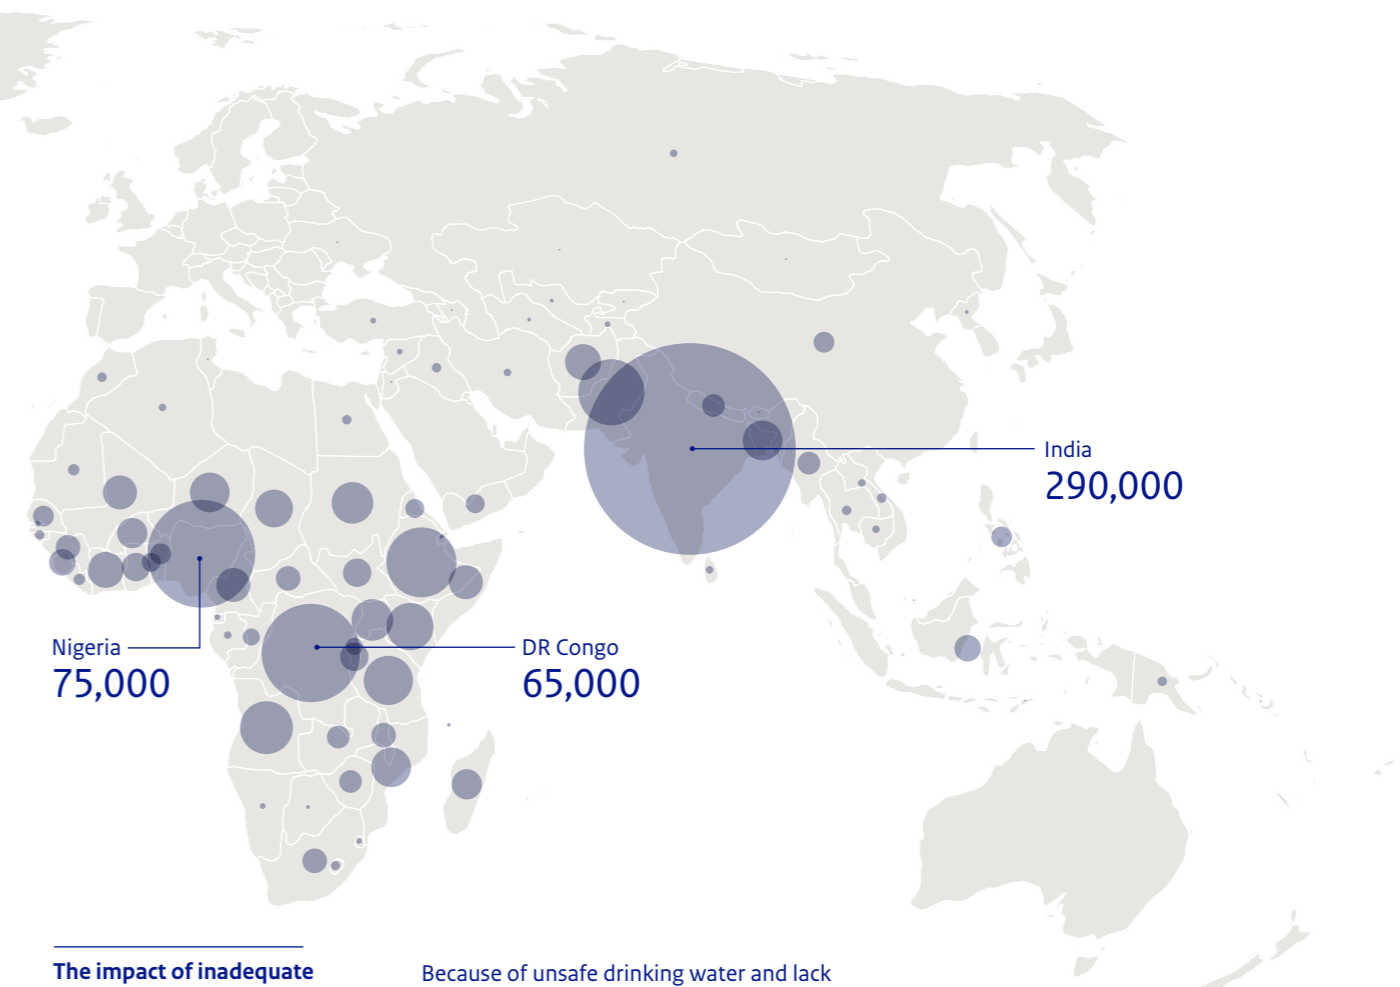 India
290,000
Nigeria
75,000
DR Congo
65,000
The impact of inadequate
Because of unsafe drinking water and lack